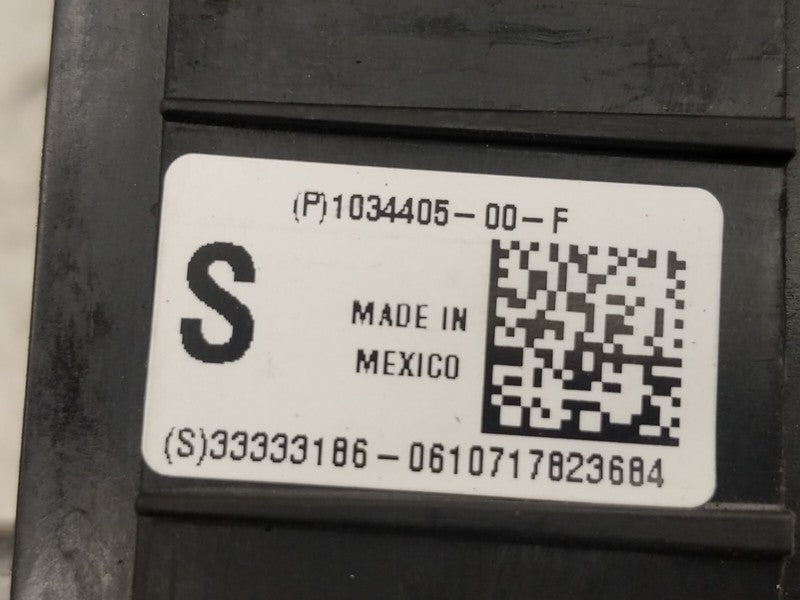 (P)1034405-00-F
S
MADE IN
MEXICO
(S)33333186-0610717823684